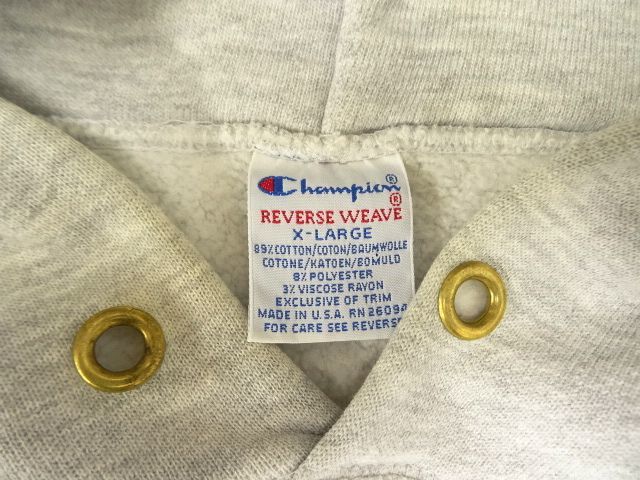 Champion®
REVERSE WEAVE®
X-LARGE
89% COTTON/COTON/BAUMWOLLE
COTONE/KATOEN/BOMULD
8% POLYESTER
3% VISCOSE RAYON
EXCLUSIVE OF TRIM
MADE IN U.S.A. RN 26094
FOR CARE SEE REVERSE